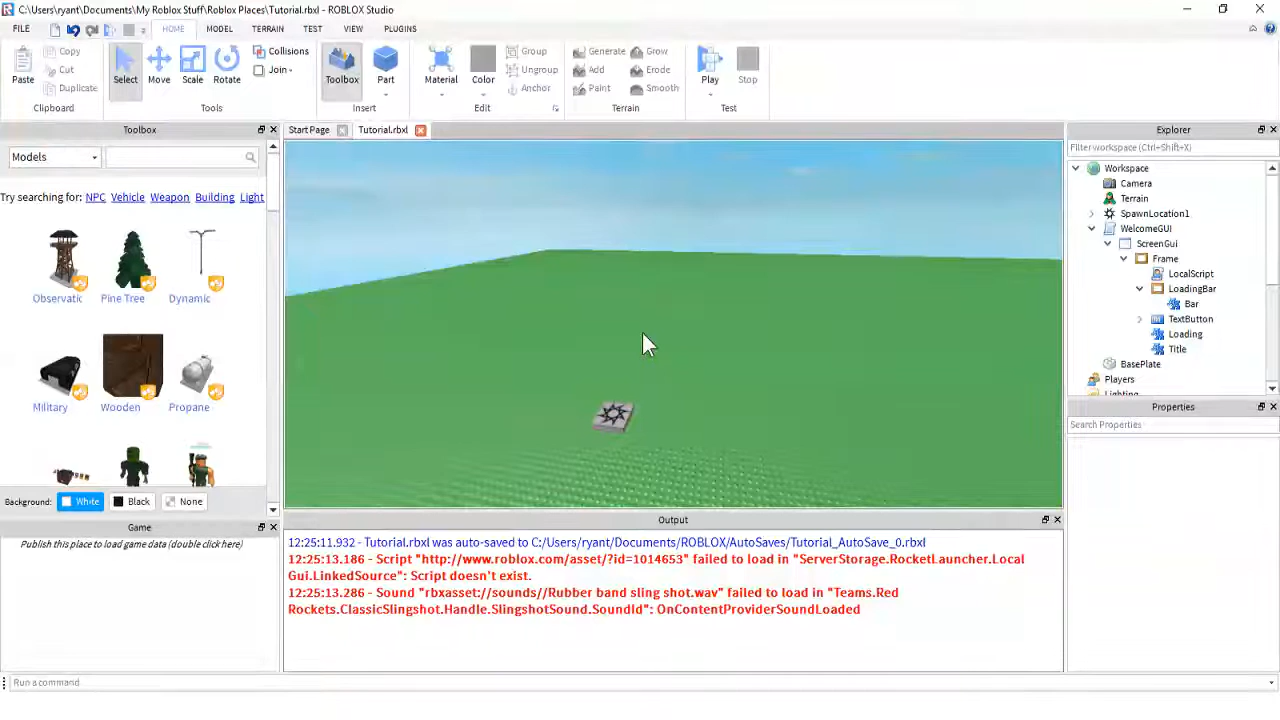 C:\Users\ryant\Documents\My Roblox Stuff\Roblox Places\Tutorial.rbxl - ROBLOX Studio
FILE HOME MODEL TERRAIN TEST VIEW PLUGINS
Paste Copy Cut Duplicate Clipboard
Select Move Scale Rotate Collisions Join Tools
Toolbox Part Insert
Material Color Group Ungroup Anchor Edit
Generate Grow Add Erode Paint Smooth Terrain
Play Stop Test
Toolbox
Models
Try searching for: NPC Vehicle Weapon Building Light
Observatic Pine Tree Dynamic
Military Wooden Propane
Background: White Black None
Game
Publish this place to load game data (double click here)
Start Page Tutorial.rbxl
Output
12:25:11.932 - Tutorial.rbxl was auto-saved to C:/Users/ryant/Documents/ROBLOX/AutoSaves/Tutorial_AutoSave_0.rbxl
12:25:13.186 - Script "http://www.roblox.com/asset/?id=1014653" failed to load in "ServerStorage.RocketLauncher.Local
Gui.LinkedSource": Script doesn't exist.
12:25:13.286 - Sound "rbxasset://sounds//Rubber band sling shot.wav" failed to load in "Teams.Red
Rockets.ClassicSlingshot.Handle.SlingshotSound.SoundId": OnContentProviderSoundLoaded
Explorer
Filter workspace (Ctrl+Shift+X)
Workspace
Camera
Terrain
SpawnLocation1
WelcomeGUI
ScreenGui
Frame
LocalScript
LoadingBar
Bar
TextButton
Loading
Title
BasePlate
Players
Lighting
Properties
Search Properties
Run a command